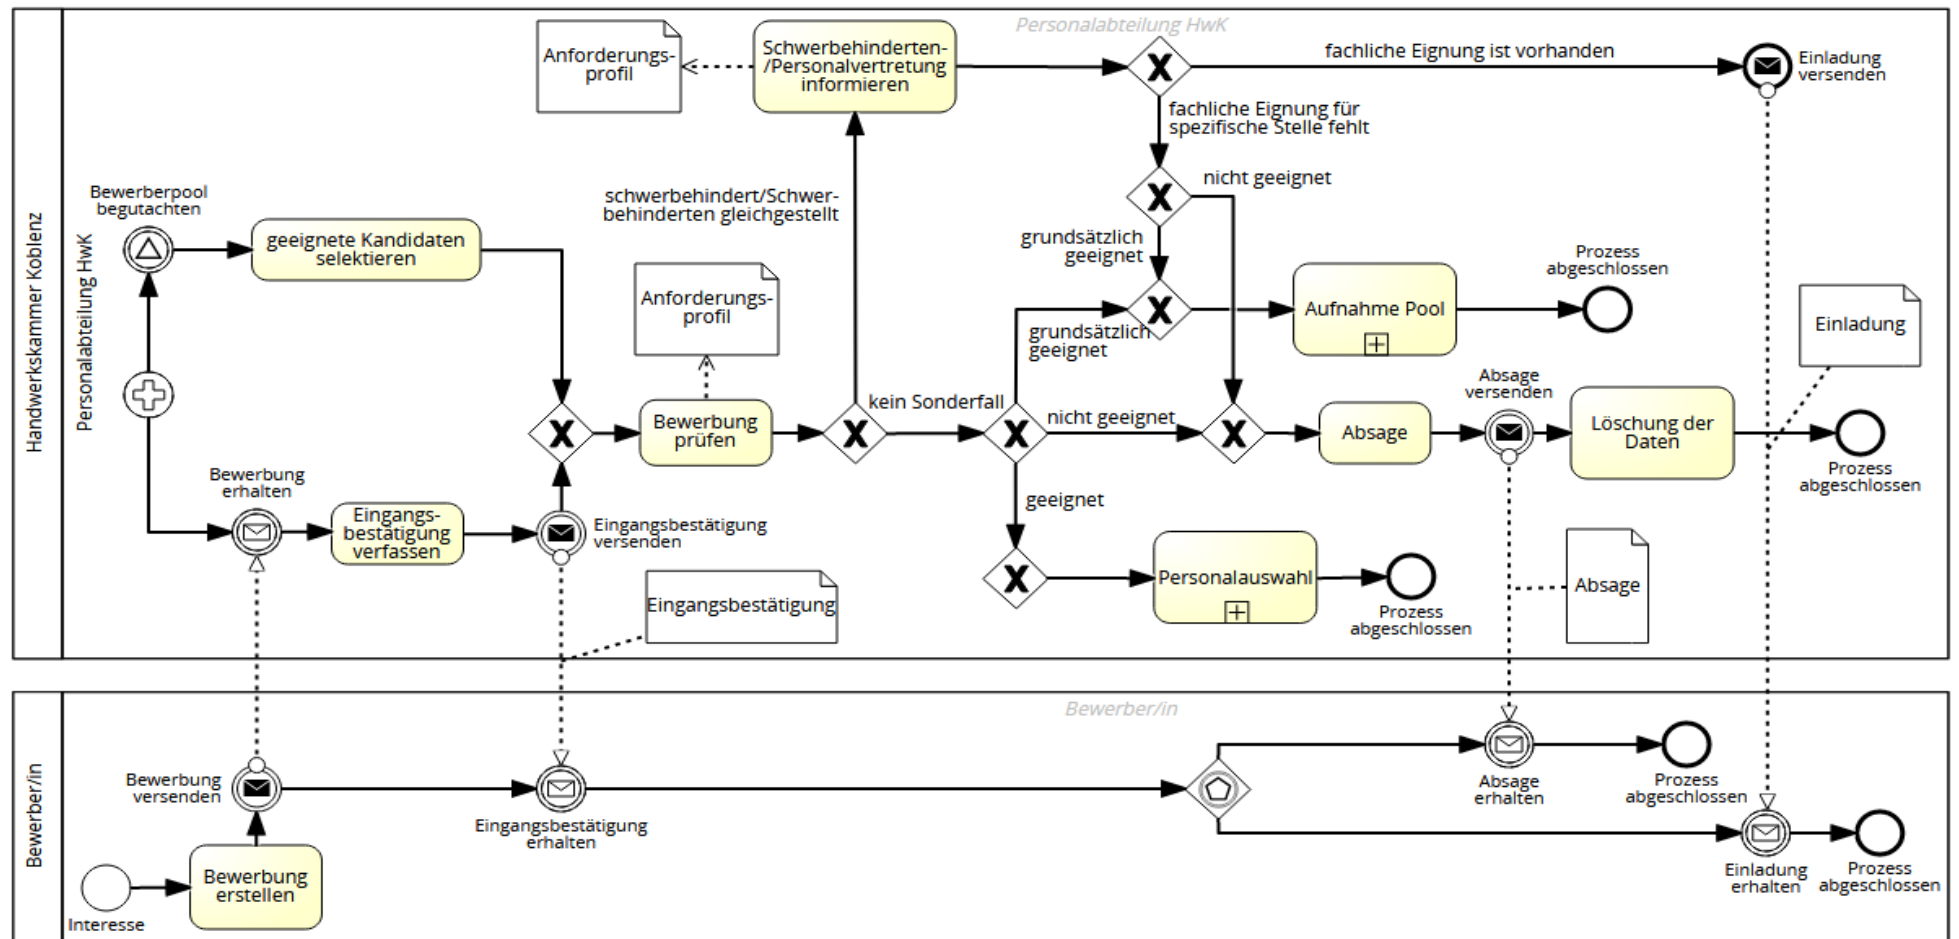 Handwerkskammer Koblenz
Personalabteilung HwK
Personalabteilung HwK
Anforderungs-
profil
Schwerbehinderten-
/Personalvertretung
informieren
fachliche Eignung ist vorhanden
Einladung
versenden
fachliche Eignung für
spezifische Stelle fehlt
Bewerberpool
begutachten
geeignete Kandidaten
selektieren
schwerbehindert/Schwer-
behinderten gleichgestellt
nicht geeignet
grundsätzlich
geeignet
Anforderungs-
profil
grundsätzlich
geeignet
Aufnahme Pool
Prozess
abgeschlossen
Einladung
Bewerbung
prüfen
kein Sonderfall
nicht geeignet
Absage
Absage
versenden
Löschung der
Daten
Prozess
abgeschlossen
Bewerbung
erhalten
Eingangs-
bestätigung
verfassen
Eingangsbestätigung
versenden
geeignet
Eingangsbestätigung
Personalauswahl
Prozess
abgeschlossen
Absage
Bewerber/in
Bewerber/in
Bewerbung
versenden
Eingangsbestätigung
erhalten
Absage
erhalten
Prozess
abgeschlossen
Interesse
Bewerbung
erstellen
Einladung
erhalten
Prozess
abgeschlossen